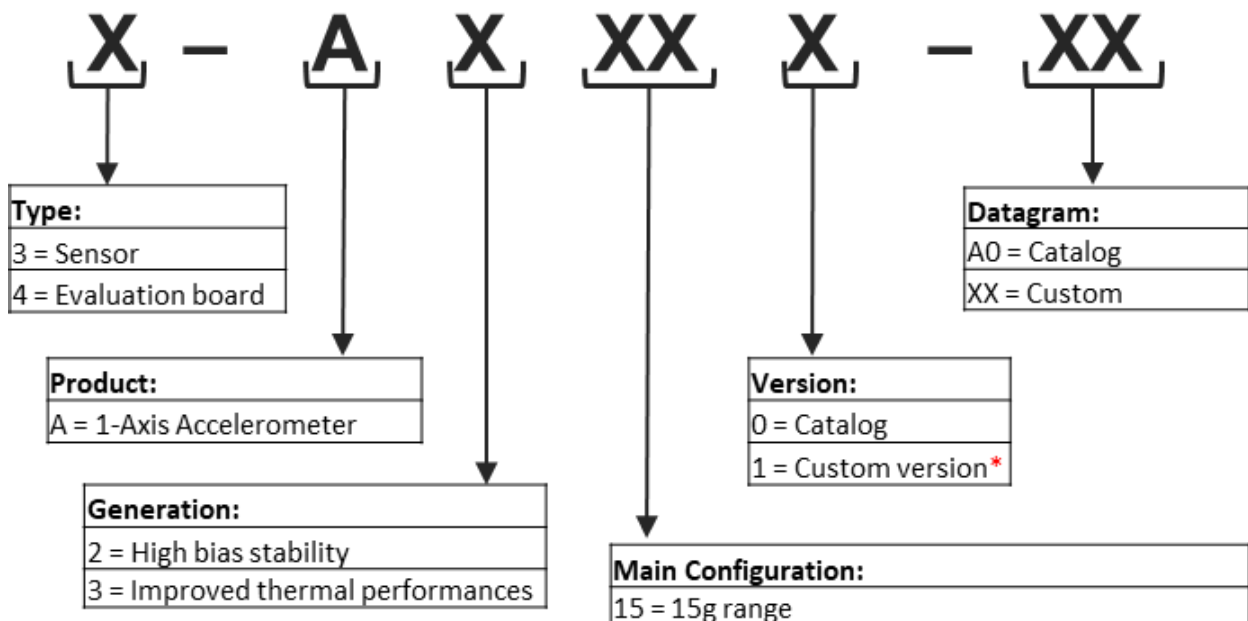 X – A X XX X – XX
Type:
3 = Sensor
4 = Evaluation board
Datagram:
A0 = Catalog
XX = Custom
Product:
A = 1-Axis Accelerometer
Version:
0 = Catalog
1 = Custom version*
Generation:
2 = High bias stability
3 = Improved thermal performances
Main Configuration:
15 = 15g range